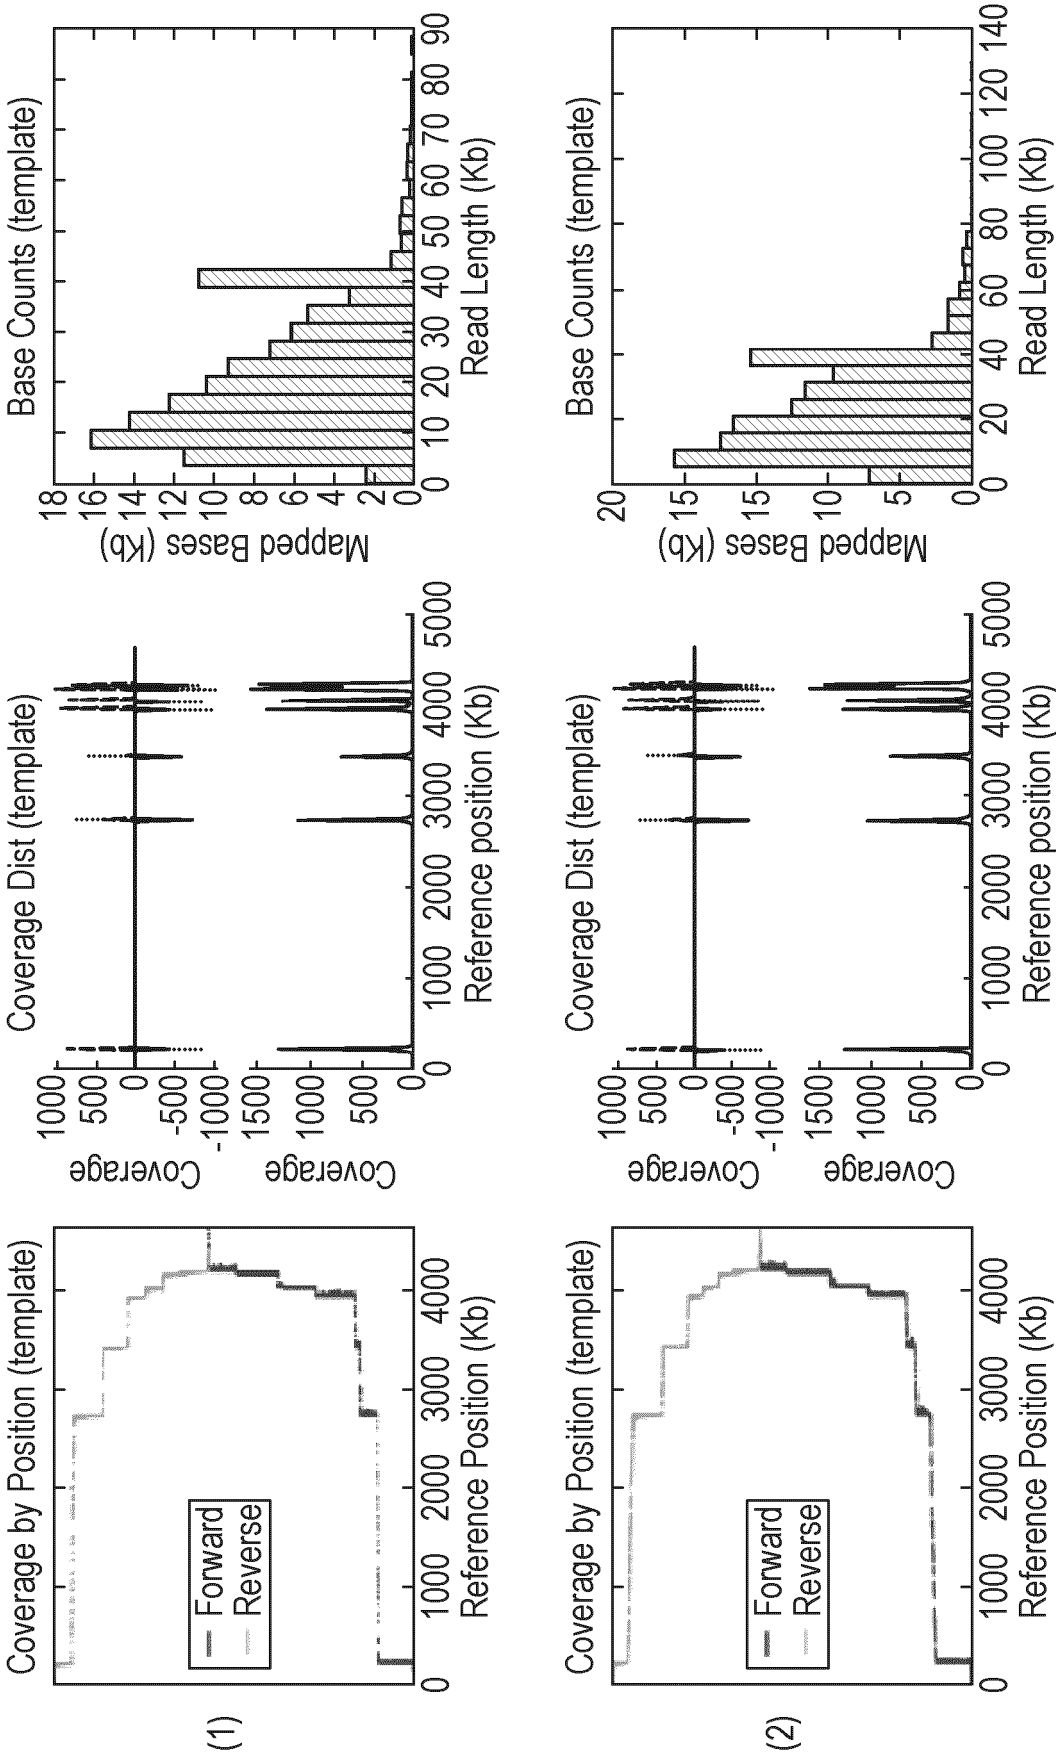 (1)
Coverage by Position (template)
Forward
Reverse
0 1000 2000 3000 4000
Reference Position (Kb)
Coverage Dist (template)
Coverage
1000
500
0
-500
-1000
Coverage
1500
1000
500
0
0 1000 2000 3000 4000 5000
Reference position (Kb)
Base Counts (template)
Mapped Bases (Kb)
18
16
14
12
10
8
6
4
2
0
0 10 20 30 40 50 60 70 80 90
Read Length (Kb)
(2)
Coverage by Position (template)
Forward
Reverse
0 1000 2000 3000 4000
Reference Position (Kb)
Coverage Dist (template)
Coverage
1000
500
0
-500
-1000
Coverage
1500
1000
500
0
0 1000 2000 3000 4000 5000
Reference position (Kb)
Base Counts (template)
Mapped Bases (Kb)
20
15
15
10
5
0
0 20 40 60 80 100 120 140
Read Length (Kb)